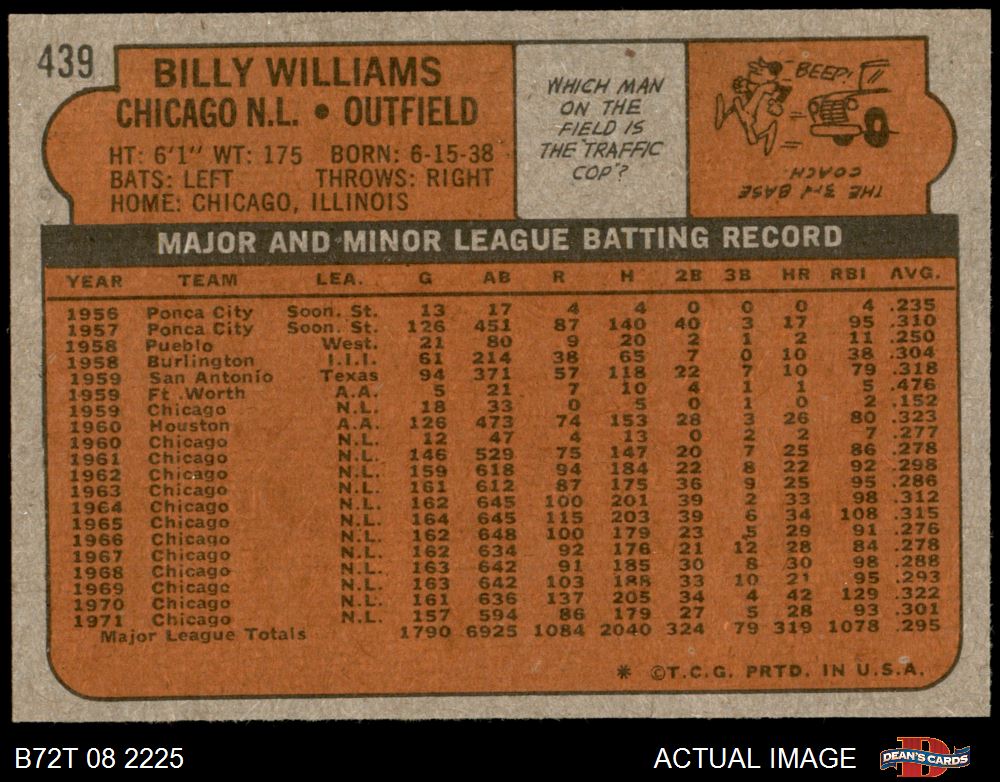 439
BILLY WILLIAMS
CHICAGO N.L. • OUTFIELD
HT: 6'1" WT: 175 BORN: 6-15-38
BATS: LEFT THROWS: RIGHT
HOME: CHICAGO, ILLINOIS
WHICH MAN
ON THE
FIELD IS
THE "TRAFFIC
COP"?
BEEP!
THE 3rd BASE
COACH
MAJOR AND MINOR LEAGUE BATTING RECORD
YEAR TEAM LEA. G AB R H 2B 3B HR RBI AVG.
1956 Ponca City Soon. St. 13 17 4 4 0 0 0 4 .235
1957 Ponca City Soon. St. 126 451 87 140 40 3 17 95 .310
1958 Pueblo West. 21 80 9 20 2 1 2 11 .250
1958 Burlington I.I.I. 61 214 38 65 7 0 10 38 .304
1959 San Antonio Texas 94 371 57 118 22 7 10 79 .318
1959 Ft. Worth A.A. 5 21 7 10 4 1 1 5 .476
1959 Chicago N.L. 18 33 0 5 0 1 0 2 .152
1960 Houston A.A. 126 473 74 153 28 3 26 80 .323
1960 Chicago N.L. 12 47 4 13 0 2 2 7 .277
1961 Chicago N.L. 146 529 75 147 20 7 25 86 .278
1962 Chicago N.L. 159 618 94 184 22 8 22 92 .298
1963 Chicago N.L. 161 612 87 175 36 9 25 95 .286
1964 Chicago N.L. 162 645 100 201 39 2 33 98 .312
1965 Chicago N.L. 164 645 115 203 39 6 34 108 .315
1966 Chicago N.L. 162 648 100 179 23 5 29 91 .276
1967 Chicago N.L. 162 634 92 176 21 12 28 84 .278
1968 Chicago N.L. 163 642 91 185 30 8 30 98 .288
1969 Chicago N.L. 163 642 103 188 33 10 21 95 .293
1970 Chicago N.L. 161 636 137 205 34 4 42 129 .322
1971 Chicago N.L. 157 594 86 179 27 5 28 93 .301
Major League Totals 1790 6925 1084 2040 324 79 319 1078 .295
* ©T.C.G. PRTD. IN U.S.A.
B72T 08 2225
ACTUAL IMAGE
DEAN'S CARDS